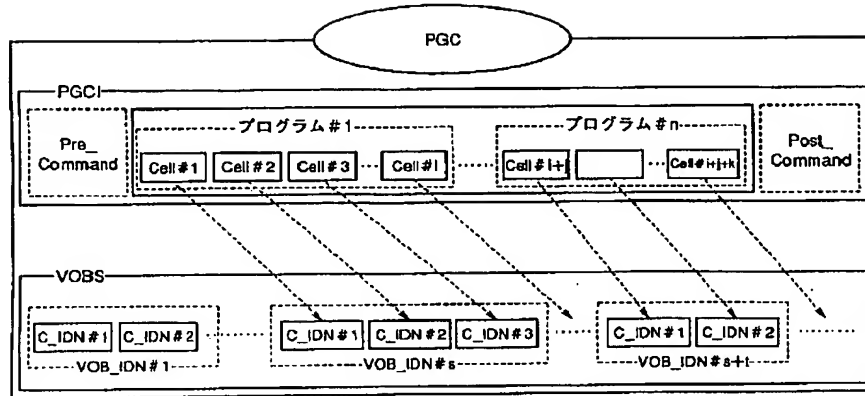 PGC
PGCI
プログラム#1
プログラム#n
Pre_
Command
Post_
Command
Cell#1
Cell#2
Cell#3
Cell#i
Cell#i+j
Cell#i+j+k
VOBS
C_IDN#1
C_IDN#2
C_IDN#1
C_IDN#2
C_IDN#3
C_IDN#1
C_IDN#2
VOB_IDN#1
VOB_IDN#s
VOB_IDN#s+t